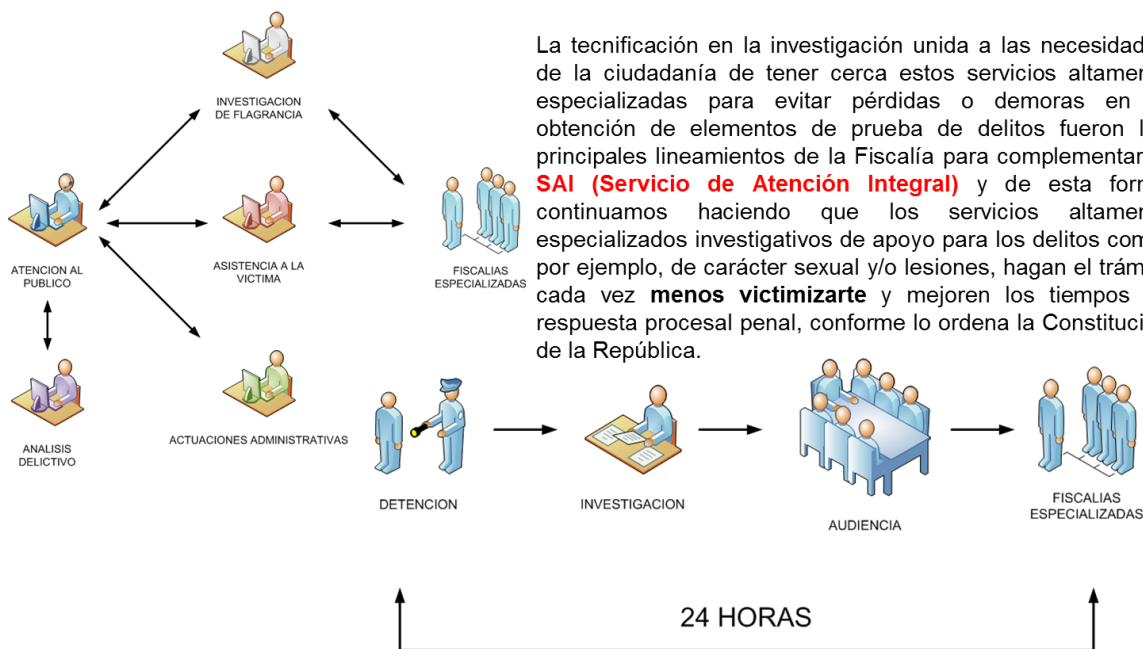 INVESTIGACION
DE FLAGRANCIA
ATENCION AL
PUBLICO
ASISTENCIA A LA
VICTIMA
FISCALIAS
ESPECIALIZADAS
ANALISIS
DELICTIVO
ACTUACIONES ADMINISTRATIVAS
La tecnificación en la investigación unida a las necesidad
de la ciudadanía de tener cerca estos servicios
especializadas para evitar pérdidas o demoras en
obtención de elementos de prueba de delitos fueron
principales lineamientos de la Fiscalía para complementar
SAI (Servicio de Atención Integral) y de esta
continuamos haciendo que los servicios
especializados investigativos de apoyo para los delitos
por ejemplo, de carácter sexual y/o lesiones, hagan el trám
cada vez menos victimizarte y mejoren los tiempos
respuesta procesal penal, conforme lo ordena la Constituci
de la República.
DETENCION
INVESTIGACION
AUDIENCIA
FISCALIAS
ESPECIALIZADAS
24 HORAS